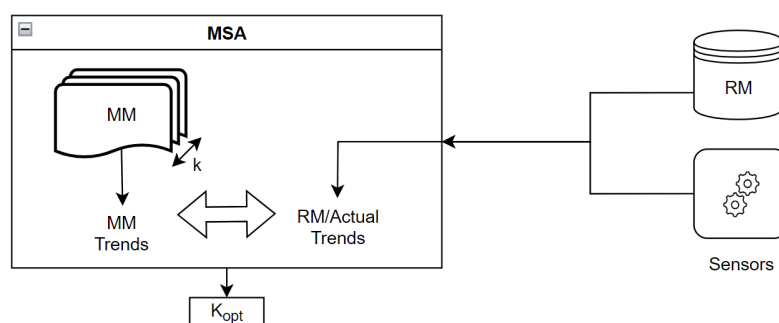 MSA
MM
k
MM
Trends
RM/Actual
Trends
RM
Sensors
Kopt